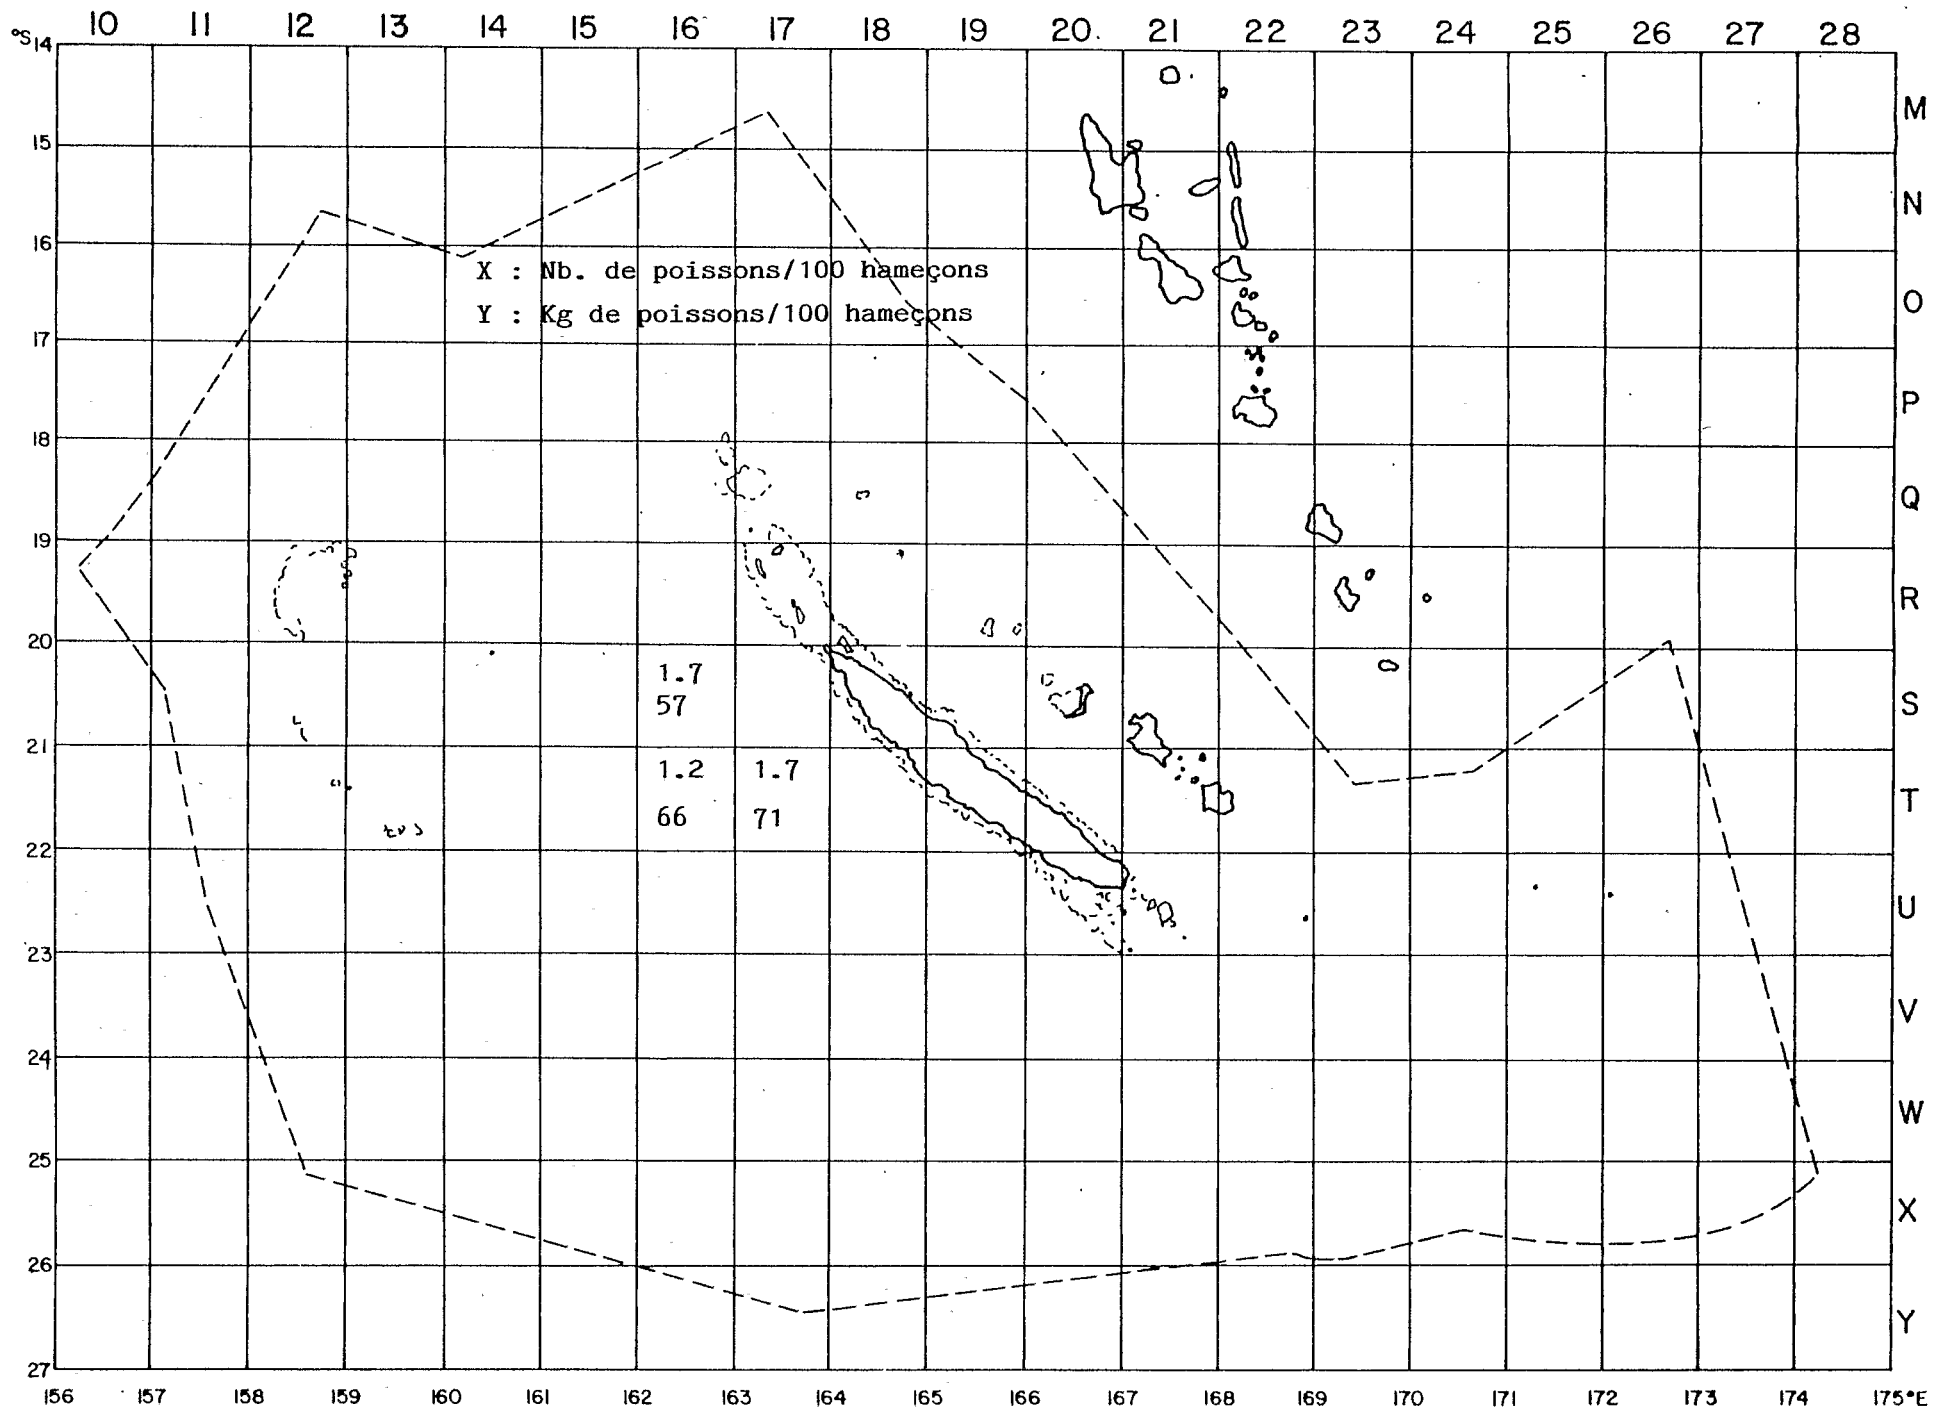 10 11 12 13 14 15 16 17 18 19 20 21 22 23 24 25 26 27 28
°S 14
M
15
N
16
X : Nb. de poissons/100 hameçons
O
Y : Kg de poissons/100 hameçons
17
P
18
Q
19
R
20
1.7
57
S
21
1.2 1.7
T
66 71
22
U
23
V
24
W
25
X
26
Y
27
156 157 158 159 160 161 162 163 164 165 166 167 168 169 170 171 172 173 174 175°E